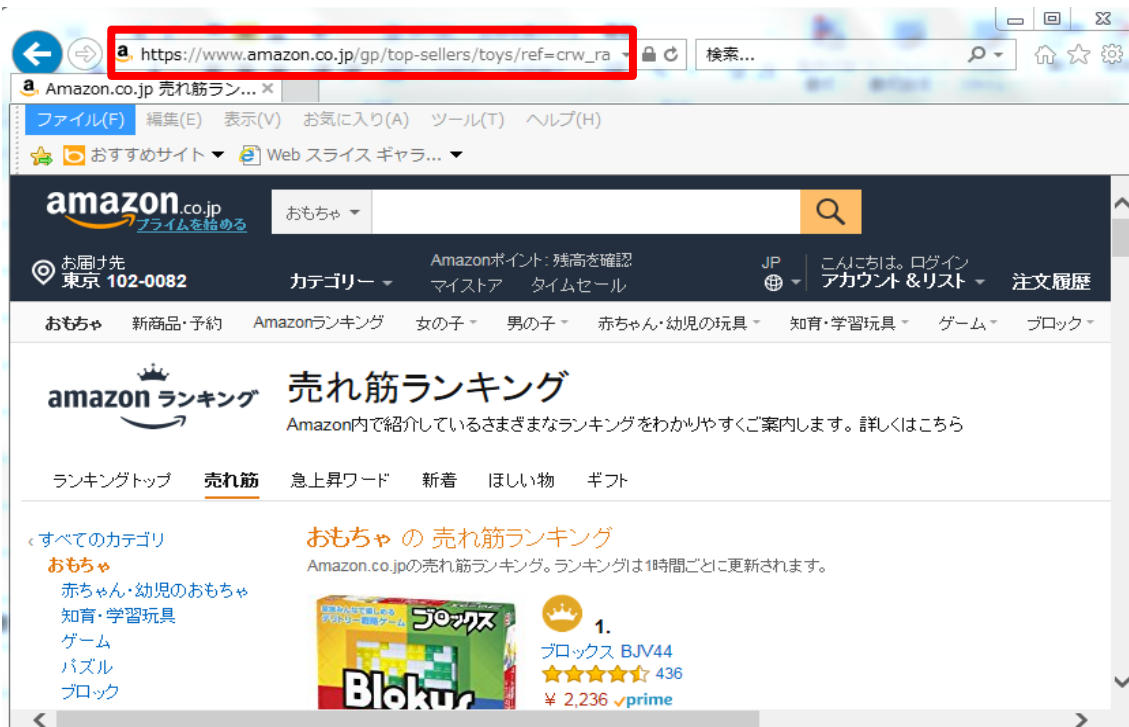 https://www.amazon.co.jp/gp/top-sellers/toys/ref=crw_ra 検索...
Amazon.co.jp 売れ筋ラン... ×
ファイル(F) 編集(E) 表示(V) お気に入り(A) ツール(T) ヘルプ(H)
おすすめサイト ▼ Web スライス ギャラ... ▼
amazon.co.jp
プライムを始める
おもちゃ
お届け先
東京 102-0082
カテゴリー
Amazonポイント: 残高を確認
マイストア タイムセール
JP
こんにちは。ログイン
アカウント&リスト
注文履歴
おもちゃ 新商品・予約 Amazonランキング 女の子 男の子 赤ちゃん・幼児の玩具 知育・学習玩具 ゲーム ブロック
amazon ランキング
売れ筋ランキング
Amazon内で紹介しているさまざまなランキングをわかりやすくご案内します。詳しくはこちら
ランキングトップ 売れ筋 急上昇ワード 新着 ほしい物 ギフト
‹ すべてのカテゴリ
おもちゃ
赤ちゃん・幼児のおもちゃ
知育・学習玩具
ゲーム
パズル
ブロック
おもちゃ の 売れ筋ランキング
Amazon.co.jpの売れ筋ランキング。ランキングは1時間ごとに更新されます。
ブロックス
Blokus
1.
ブロックス BJV44
436
¥ 2,236 prime